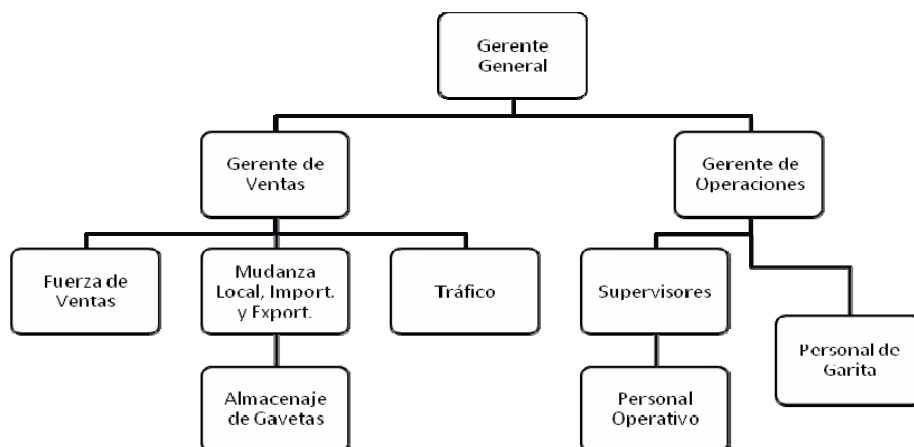 Gerente
General
Gerente de
Ventas
Gerente de
Operaciones
Fuerza de
Ventas
Mudanza
Local, Import.
y Export.
Tráfico
Supervisores
Personal de
Garita
Almacenaje
de Gavetas
Personal
Operativo